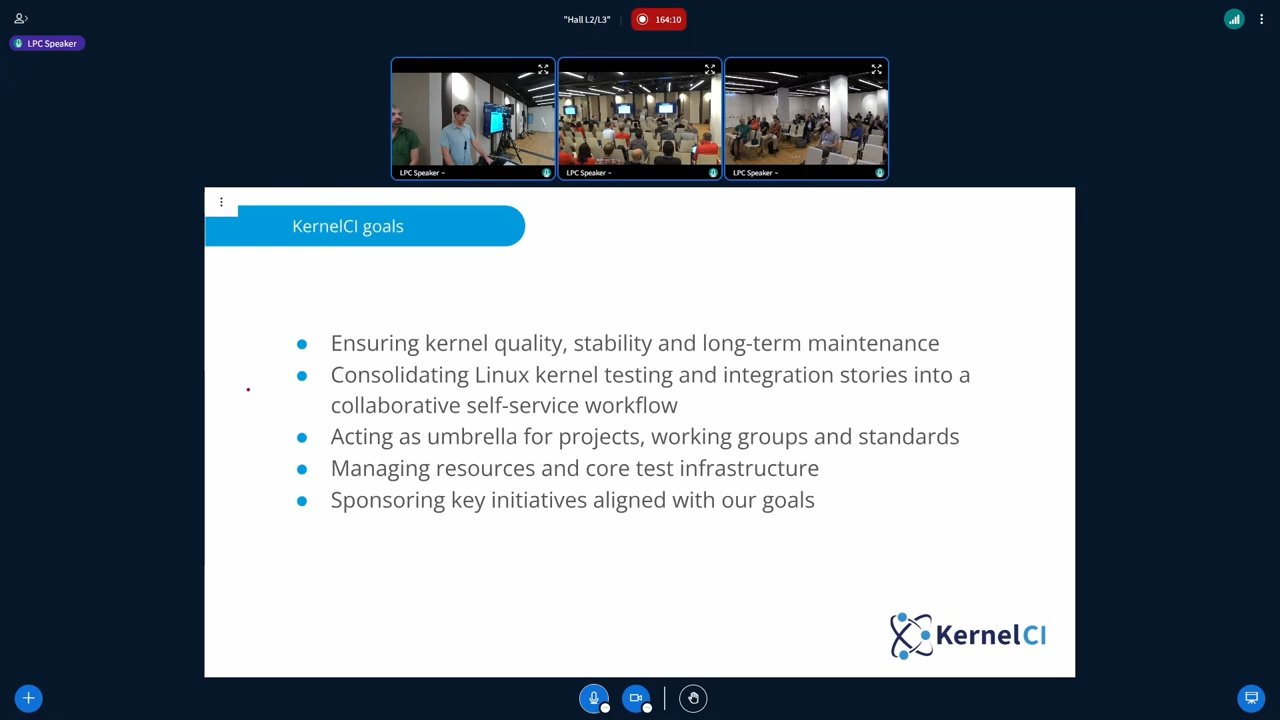 "Hall L2/L3"
164:10
LPC Speaker
LPC Speaker
LPC Speaker
LPC Speaker
KernelCI goals
Ensuring kernel quality, stability and long-term maintenance
Consolidating Linux kernel testing and integration stories into a
collaborative self-service workflow
Acting as umbrella for projects, working groups and standards
Managing resources and core test infrastructure
Sponsoring key initiatives aligned with our goals
KernelCI